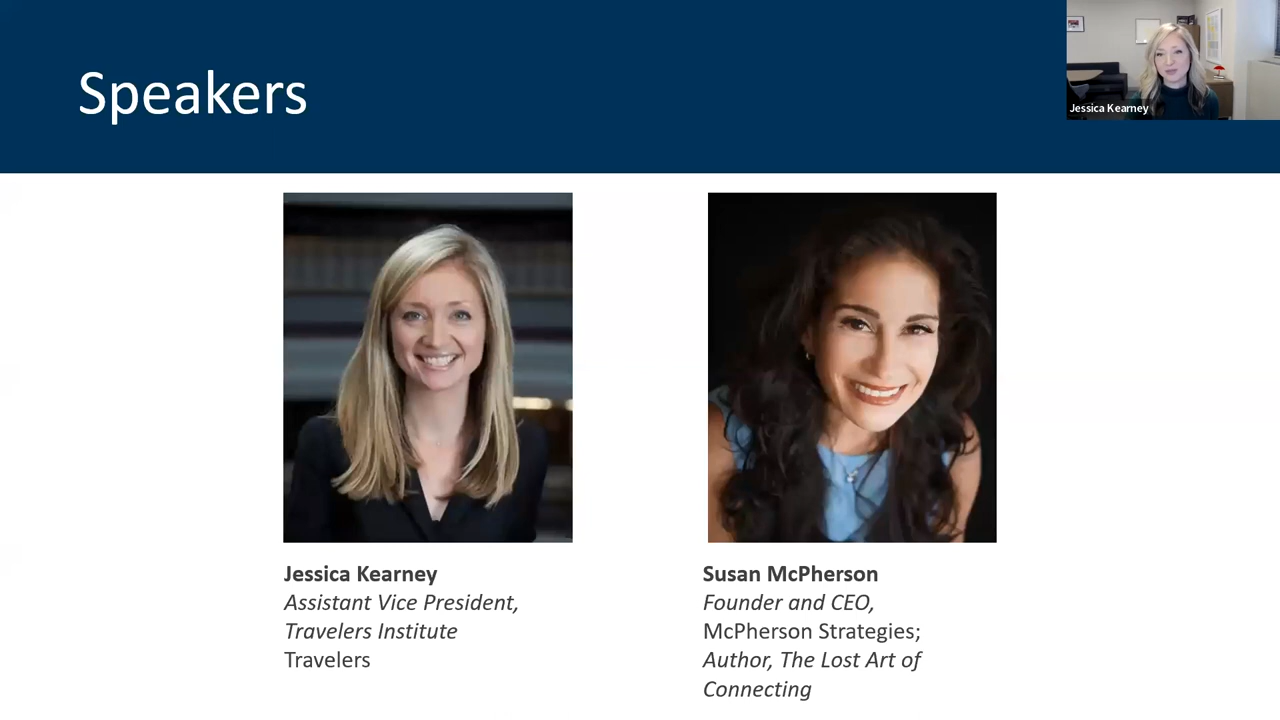 Speakers
Jessica Kearney
Jessica Kearney
Assistant Vice President,
Travelers Institute
Travelers
Susan McPherson
Founder and CEO,
McPherson Strategies;
Author, The Lost Art of
Connecting